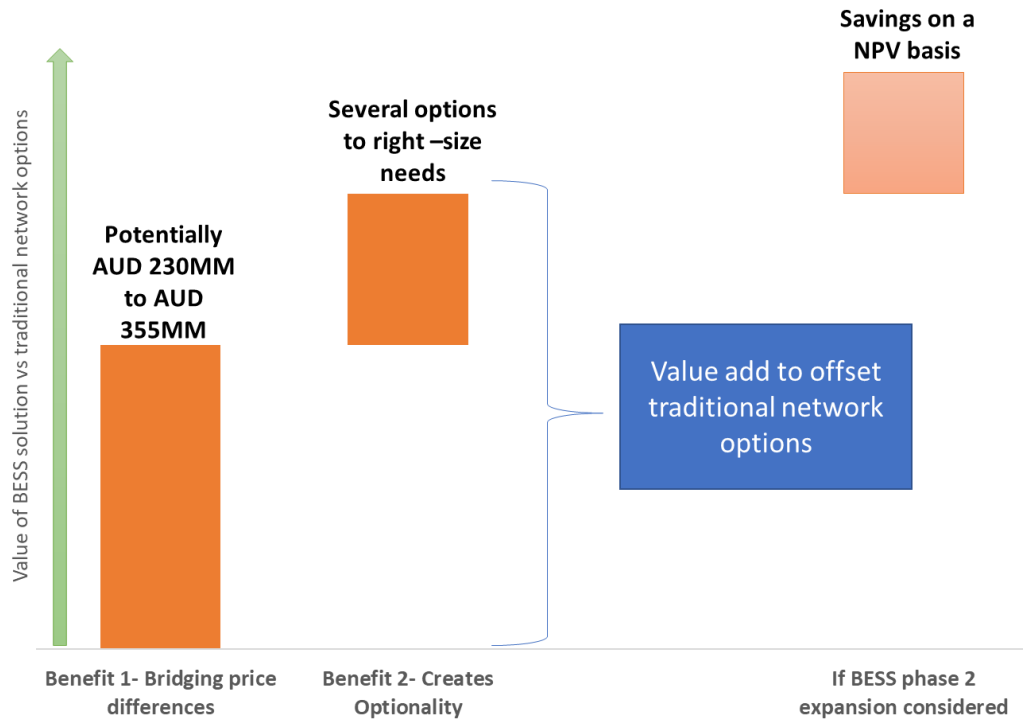 Savings on a
NPV basis
Several options
to right –size
needs
Potentially
AUD 230MM
to AUD
355MM
Value of BESS solution vs traditional network options
Value add to offset
traditional network
options
Benefit 1- Bridging price
differences
Benefit 2- Creates
Optionality
If BESS phase 2
expansion considered